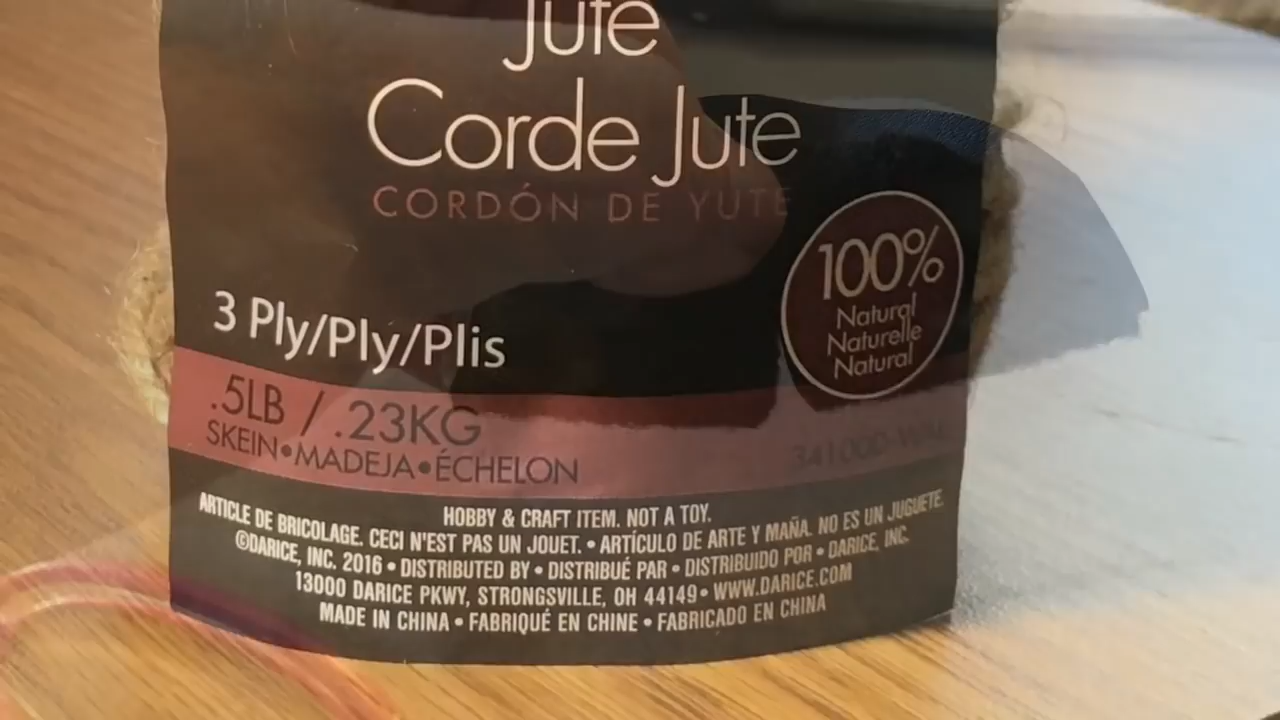 Jute
Corde Jute
CORDÓN DE YUTE
100%
Natural
Naturelle
Natural
3 Ply/Ply/Plis
.5LB / .23KG
SKEIN•MADEJA•ÉCHELON
HOBBY & CRAFT ITEM. NOT A TOY.
ARTICLE DE BRICOLAGE. CECI N'EST PAS UN JOUET. • ARTÍCULO DE ARTE Y MAÑA. NO ES UN JUGUETE.
©DARICE, INC. 2016 • DISTRIBUTED BY • DISTRIBUÉ PAR • DISTRIBUIDO POR • DARICE, INC.
13000 DARICE PKWY, STRONGSVILLE, OH 44149 • WWW.DARICE.COM
MADE IN CHINA • FABRIQUÉ EN CHINE • FABRICADO EN CHINA